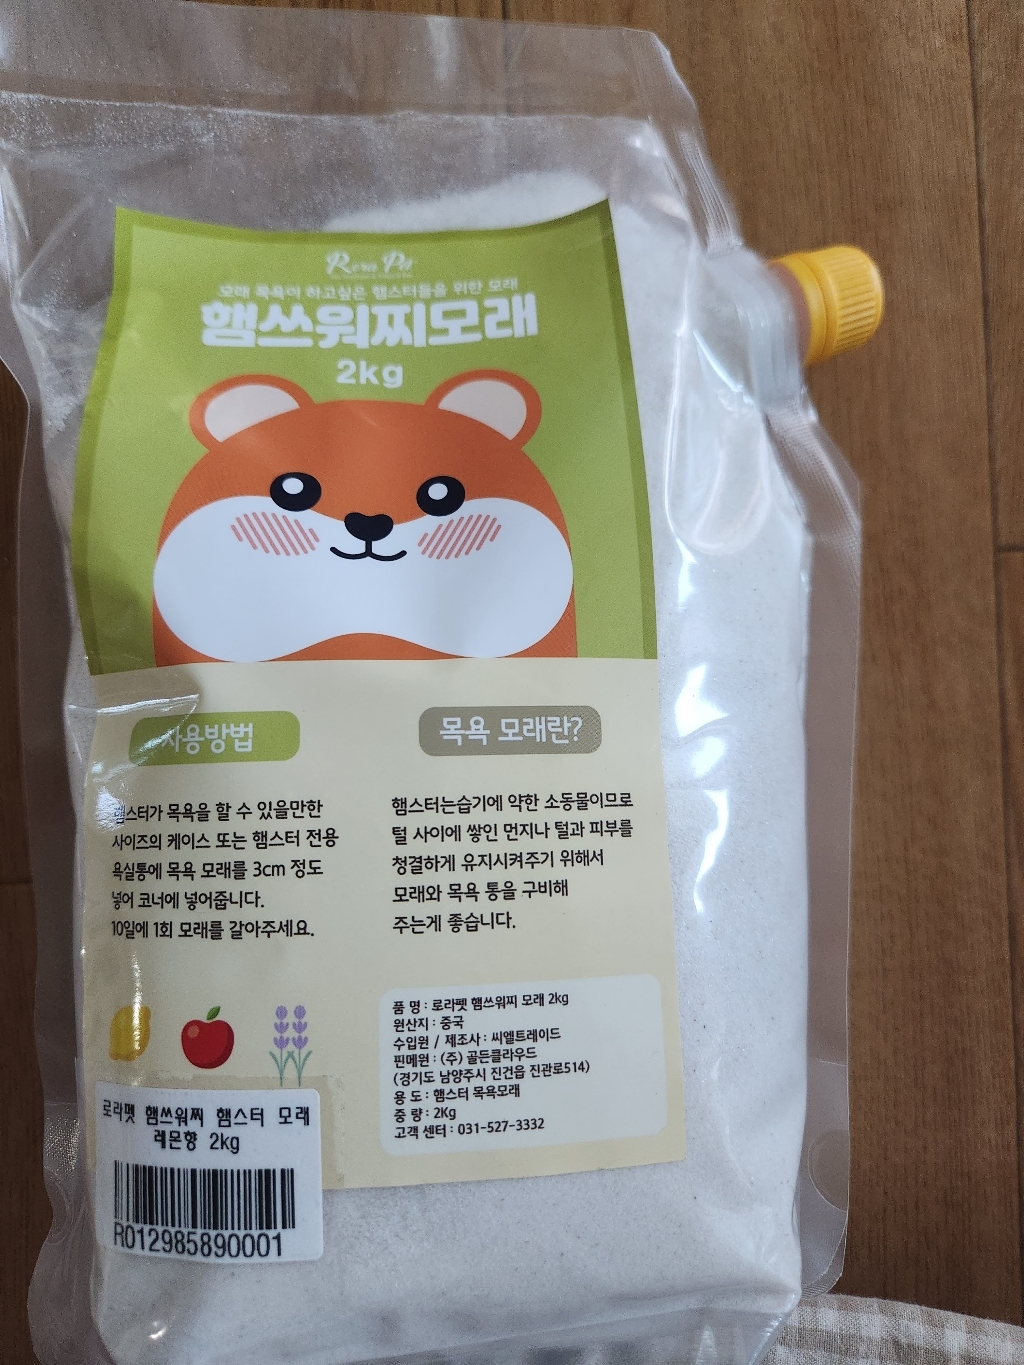 Rora Pet
모래 목욕이 하고싶은 햄스터들을 위한 모래
햄쓰워찌모래
2kg
사용방법
햄스터가 목욕을 할 수 있을만한
사이즈의 케이스 또는 햄스터 전용
욕실통에 목욕 모래를 3cm 정도
넣어 코너에 넣어줍니다.
10일에 1회 모래를 갈아주세요.
목욕 모래란?
햄스터는습기에 약한 소동물이므로
털 사이에 쌓인 먼지나 털과 피부를
청결하게 유지시켜주기 위해서
모래와 목욕 통을 구비해
주는게 좋습니다.
품 명 : 로라펫 햄쓰워찌 모래 2kg
원산지 : 중국
수입원 / 제조사 : 씨엘트레이드
판매원 : (주) 골든클라우드
(경기도 남양주시 진건읍 진관로514)
용 도 : 햄스터 목욕모래
중 량 : 2Kg
고객 센터 : 031-527-3332
로라펫 햄쓰워찌 햄스터 모래
레몬향 2kg
R012985890001